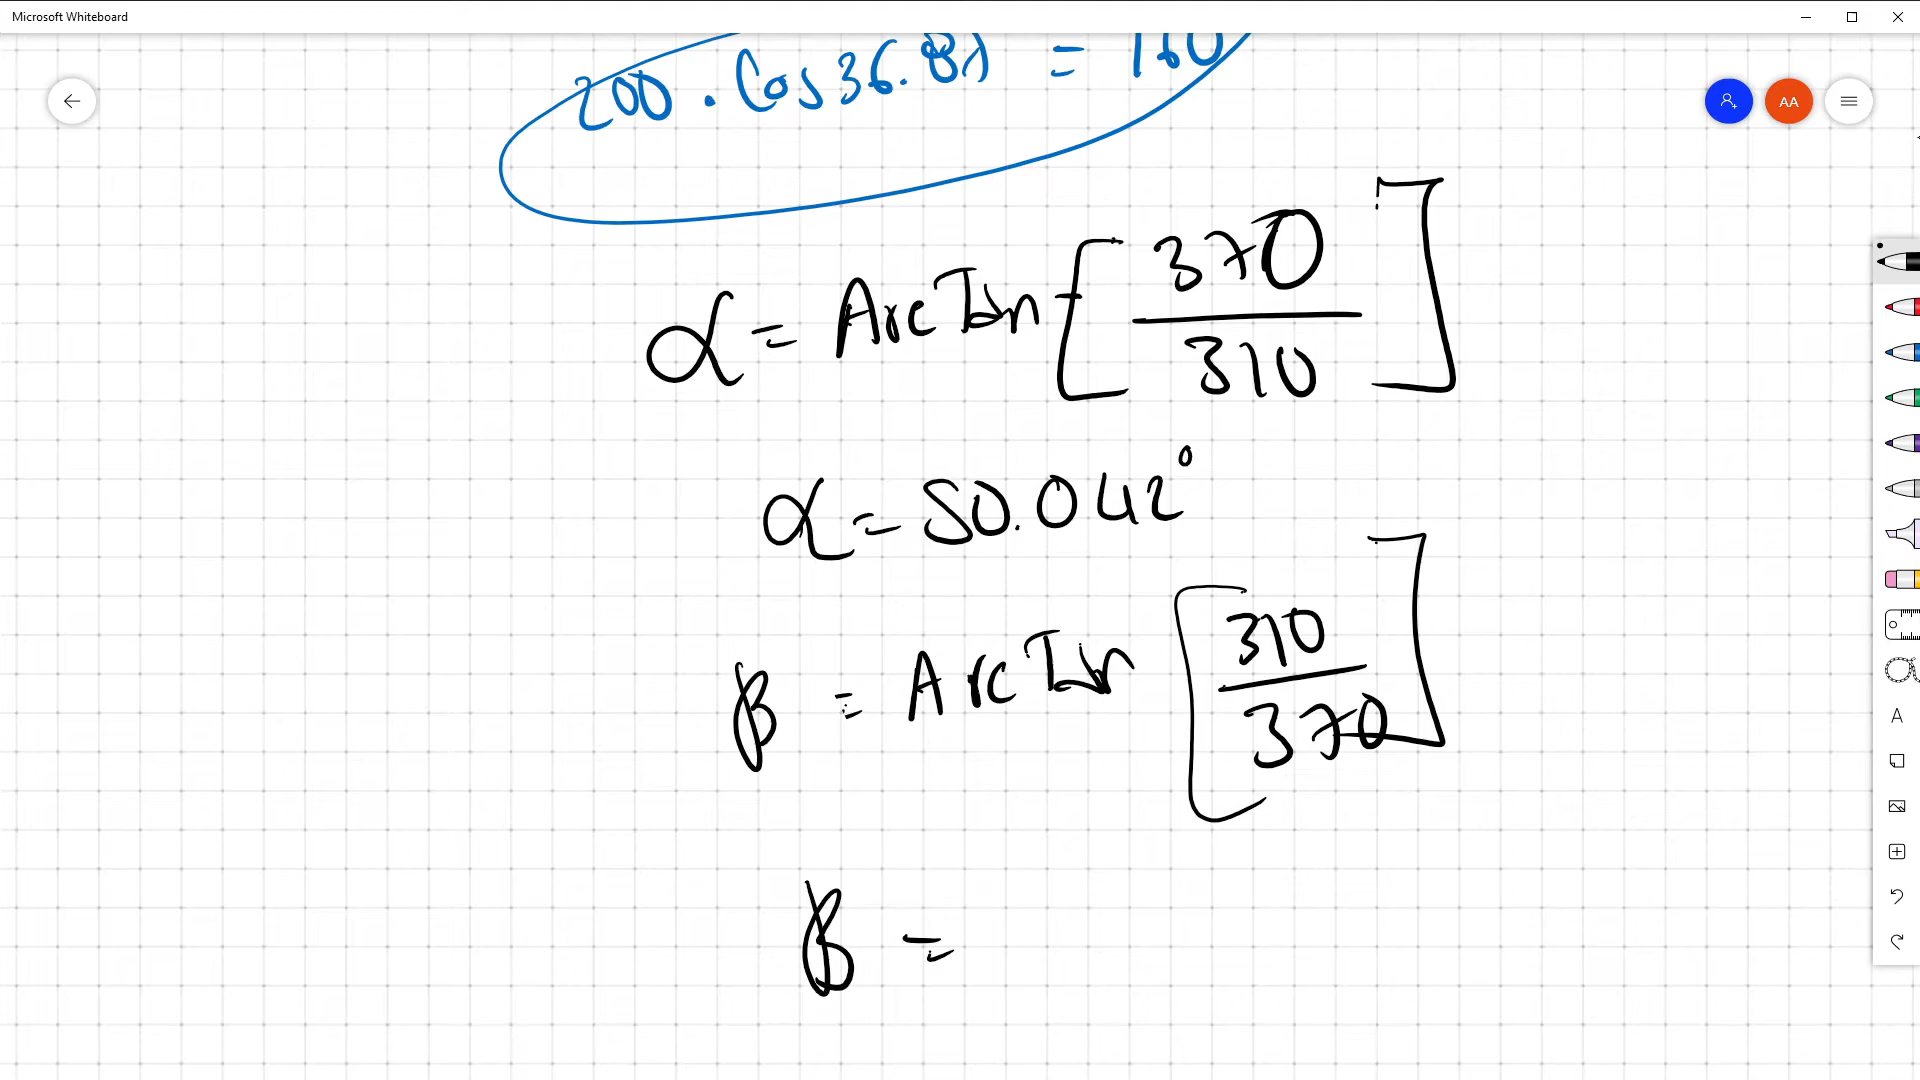 Microsoft Whiteboard
200 . Cos 36.87 = 160
AA
α = ArcTan [ 370 / 310 ]
α = 50.042°
β = ArcTan [ 310 / 370 ]
β =
A